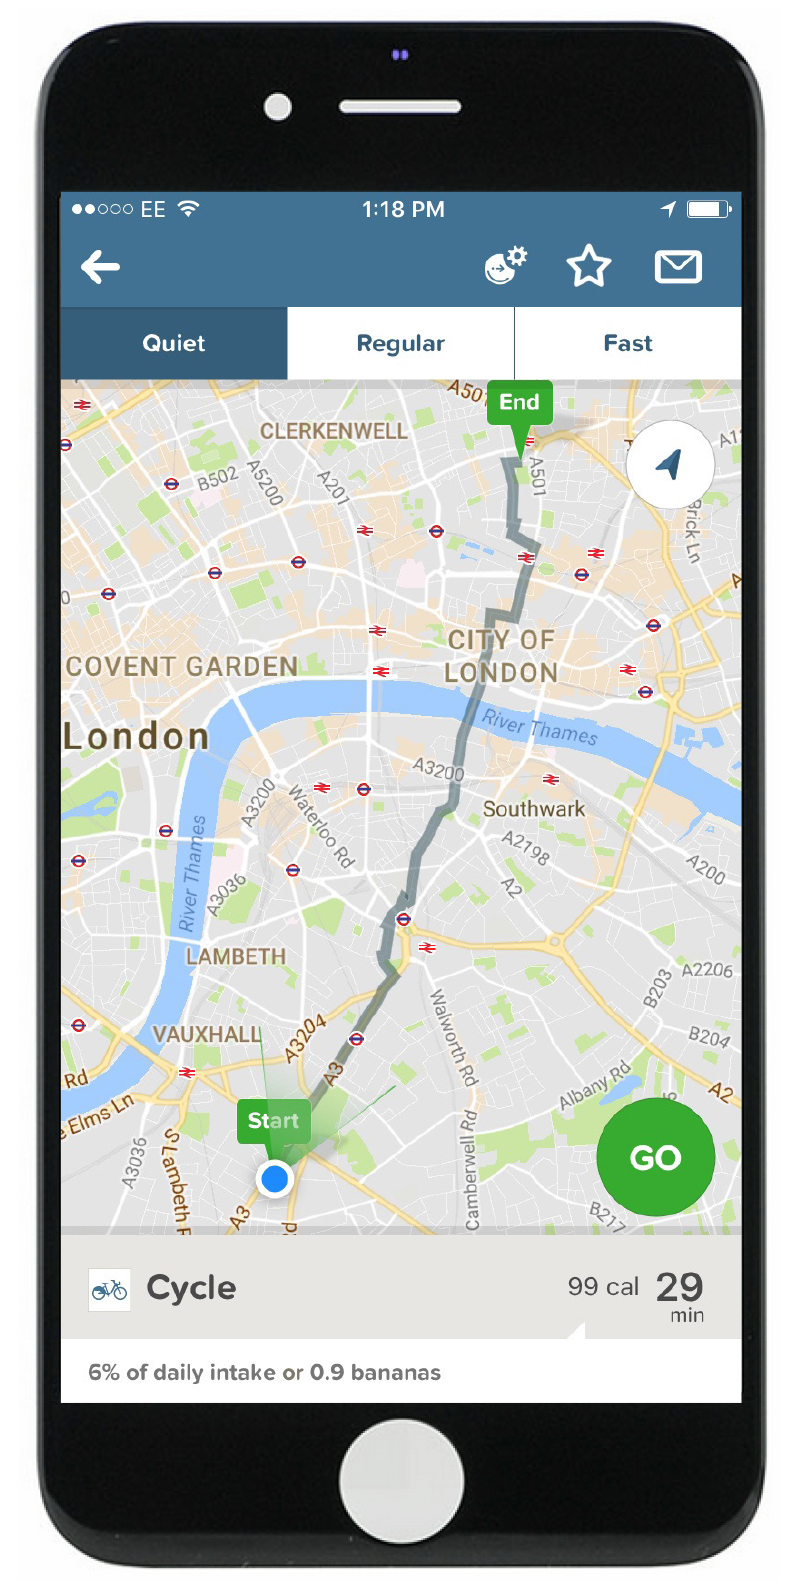 EE
1:18 PM
Quiet
Regular
Fast
A501
End
CLERKENWELL
A501
B502
A5200
A201
Brick Ln
CITY OF
LONDON
COVENT GARDEN
London
River Thames
A3200
A3200
Waterloo Rd
Southwark
A2198
A200
A2
River Thames
A3036
LAMBETH
A2206
B203
VAUXHALL
A3204
Walworth Rd
B204
Rd
A3
Albany Rd
A2
e Elms Ln
Start
A3036
S Lambeth R
Camberwell Rd
GO
A3
B217
Cycle
99 cal
29
min
6% of daily intake or 0.9 bananas